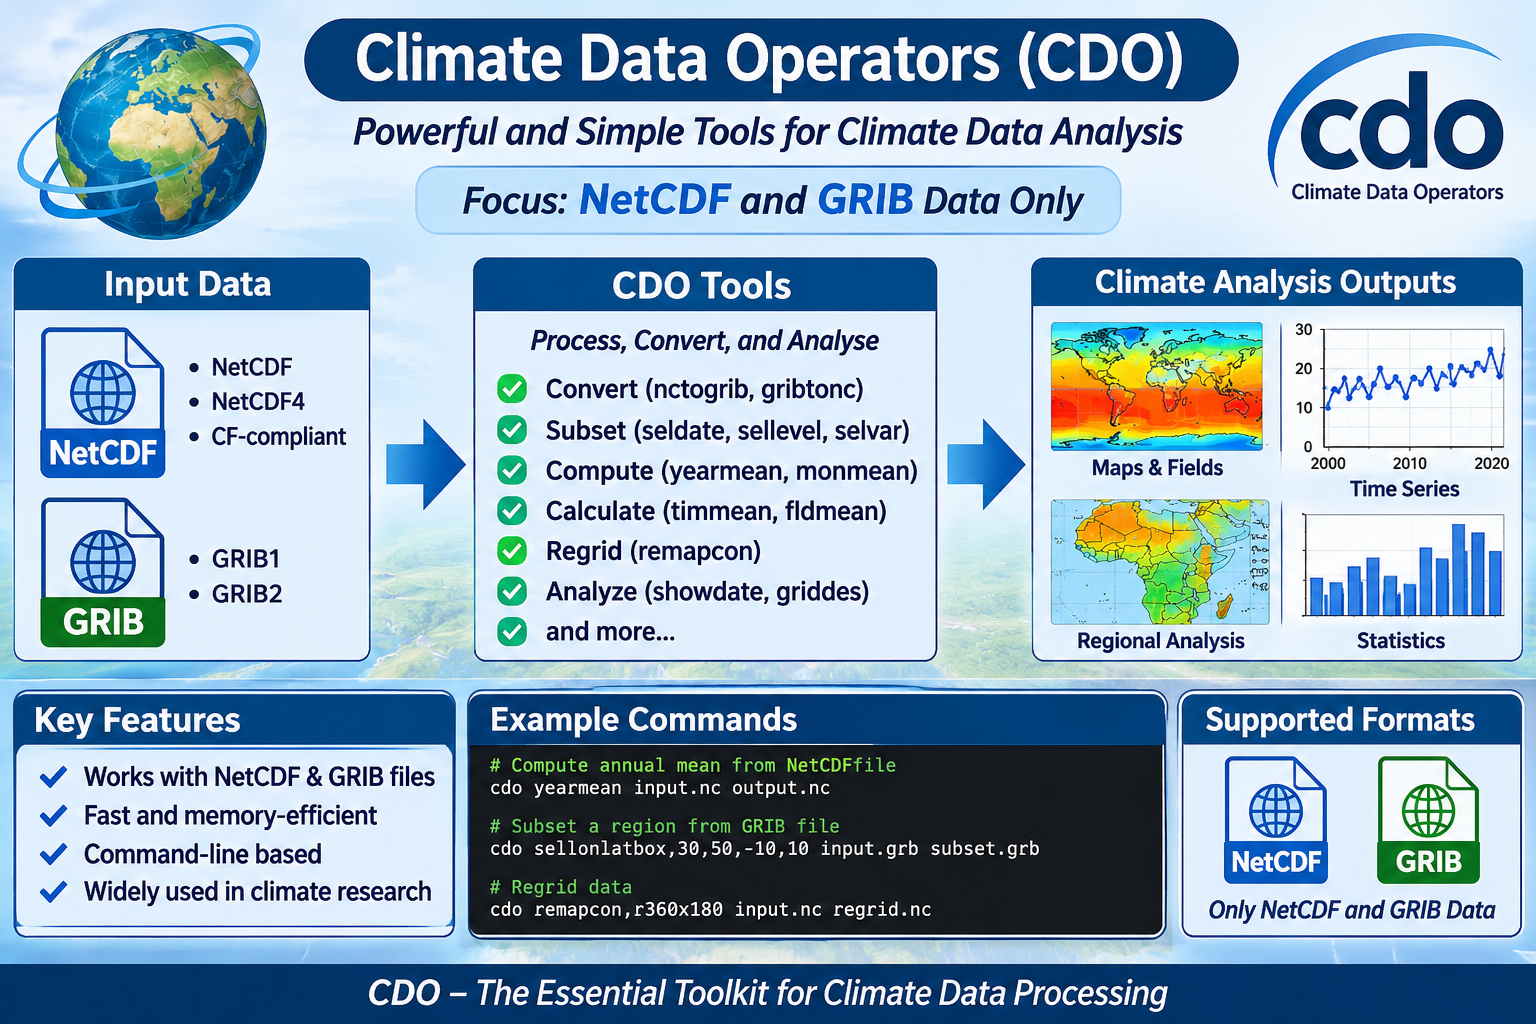 Climate Data Operators (CDO)
Powerful and Simple Tools for Climate Data Analysis
Focus: NetCDF and GRIB Data Only
cdo
Climate Data Operators
Input Data
NetCDF
• NetCDF
• NetCDF4
• CF-compliant
GRIB
• GRIB1
• GRIB2
CDO Tools
Process, Convert, and Analyse
Convert (nctogrib, gribtonc)
Subset (seldate, sellevel, selvar)
Compute (yearmean, monmean)
Calculate (timmean, fldmean)
Regrid (remapcon)
Analyze (showdate, griddes)
and more...
Climate Analysis Outputs
Maps & Fields
30
20
10
0
2000 2010 2020
Time Series
Regional Analysis
Statistics
Key Features
Works with NetCDF & GRIB files
Fast and memory-efficient
Command-line based
Widely used in climate research
Example Commands
# Compute annual mean from NetCDFfile
cdo yearmean input.nc output.nc
# Subset a region from GRIB file
cdo sellonlatbox,30,50,-10,10 input.grb subset.grb
# Regrid data
cdo remapcon,r360x180 input.nc regrid.nc
Supported Formats
NetCDF GRIB
Only NetCDF and GRIB Data
CDO – The Essential Toolkit for Climate Data Processing